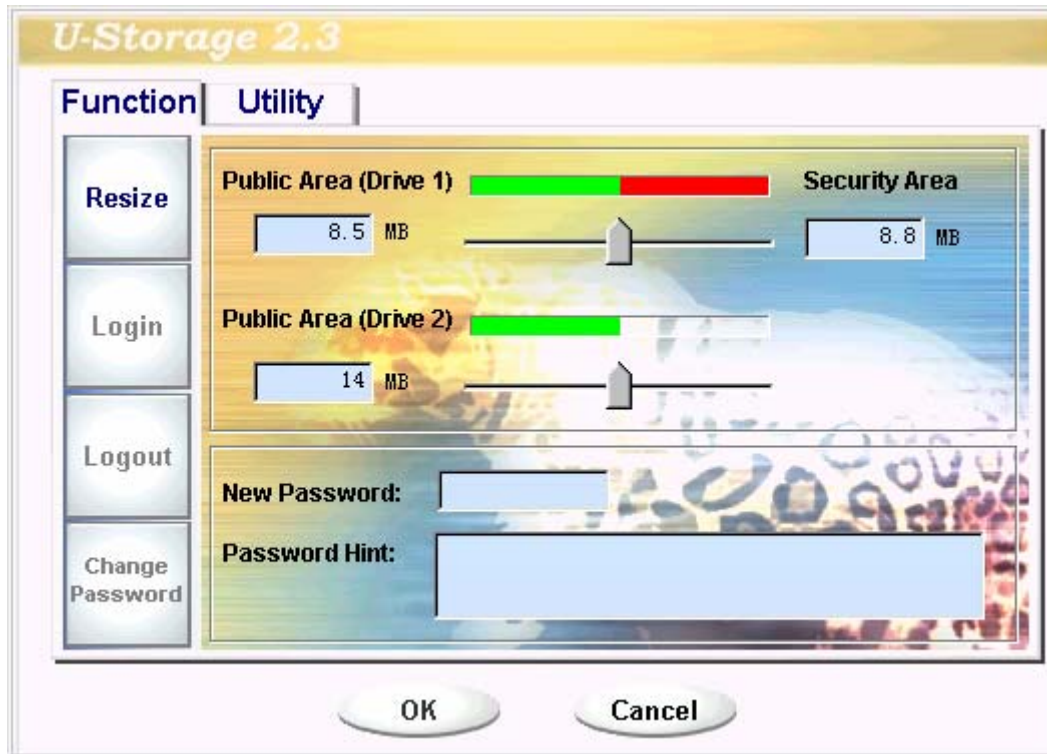 U-Storage 2.3
Function Utility
Resize
Login
Logout
Change
Password
Public Area (Drive 1) Security Area
8.5 MB 8.8 MB
Public Area (Drive 2)
14 MB
New Password:
Password Hint:
OK Cancel